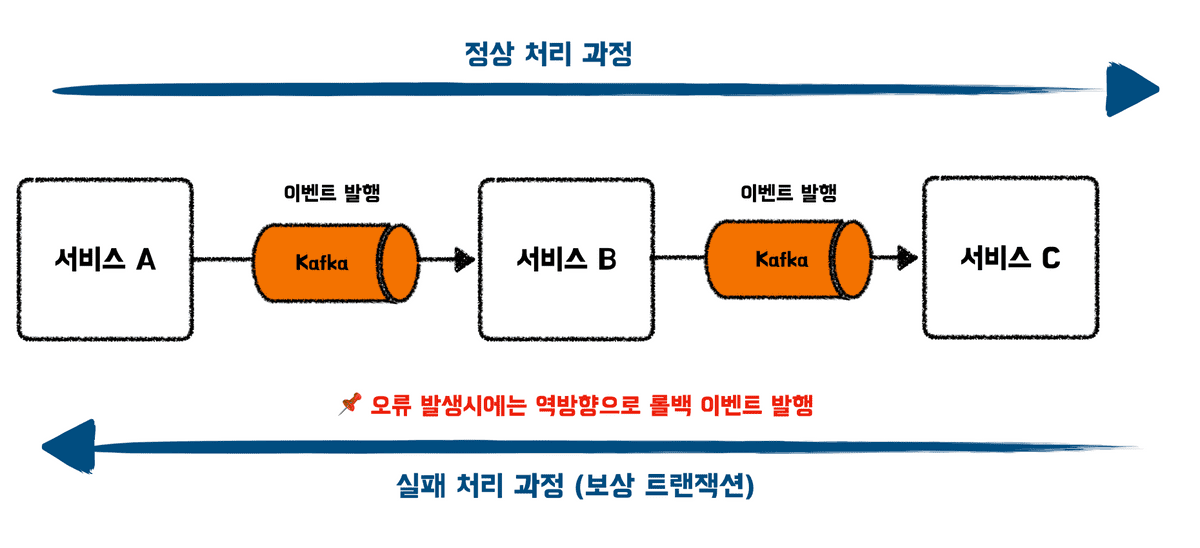 정상 처리 과정
이벤트 발행
이벤트 발행
서비스 A
Kafka
서비스 B
Kafka
서비스 C
📌 오류 발생시에는 역방향으로 롤백 이벤트 발행
실패 처리 과정 (보상 트랜잭션)